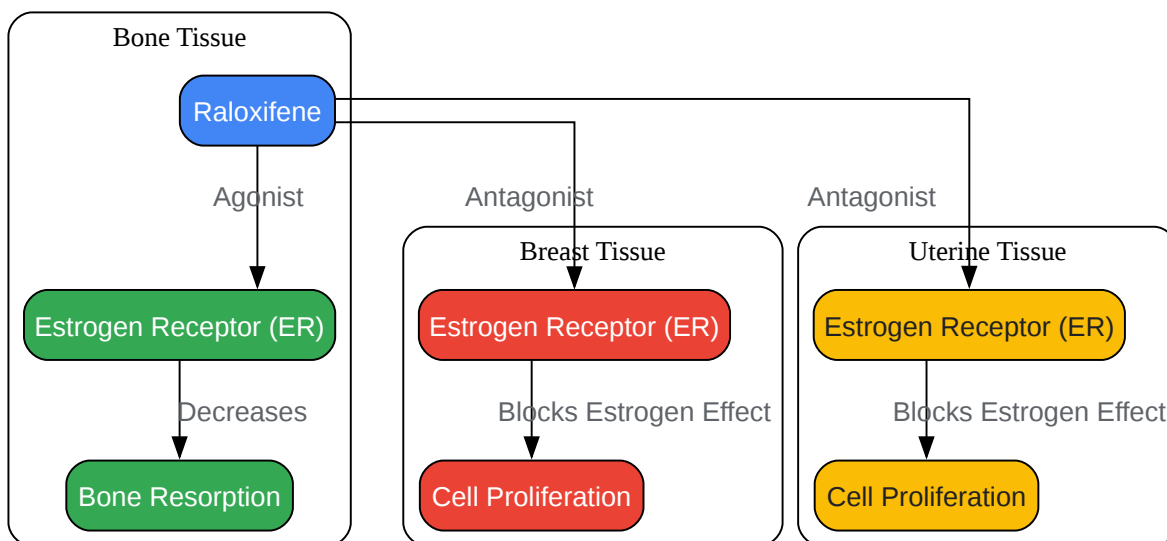 Bone Tissue
Raloxifene
Agonist
Antagonist
Antagonist
Breast Tissue
Uterine Tissue
Estrogen Receptor (ER)
Estrogen Receptor (ER)
Estrogen Receptor (ER)
Decreases
Blocks Estrogen Effect
Blocks Estrogen Effect
Bone Resorption
Cell Proliferation
Cell Proliferation